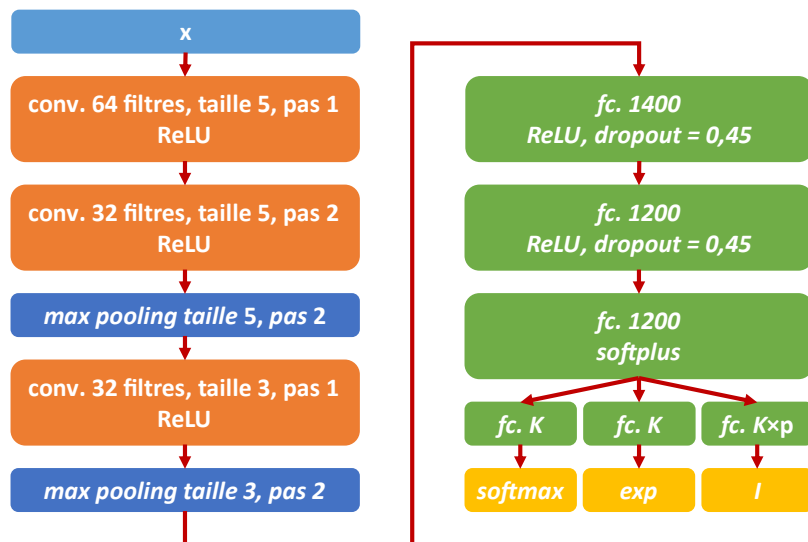 x
conv. 64 filtres, taille 5, pas 1
ReLU
conv. 32 filtres, taille 5, pas 2
ReLU
max pooling taille 5, pas 2
conv. 32 filtres, taille 3, pas 1
ReLU
max pooling taille 3, pas 2
fc. 1400
ReLU, dropout = 0,45
fc. 1200
ReLU, dropout = 0,45
fc. 1200
softplus
fc. K
fc. K
fc. K×p
softmax
exp
I